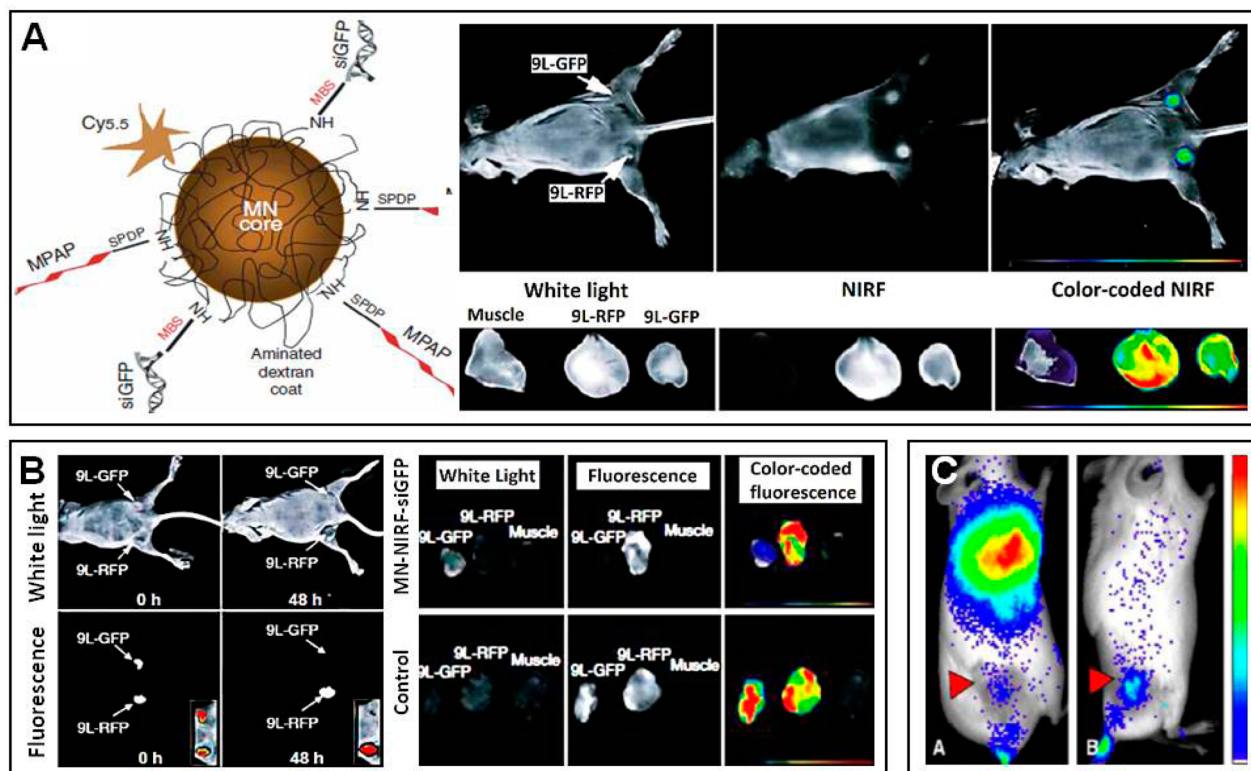 A
siGFP
MBS
NH
Cy5.5
MN
core
NH
SPDP
MPAP
SPDP
NH
NH
MBS
siGFP
NH
SPDP
MPAP
Aminated
dextran
coat
9L-GFP
9L-RFP
White light
NIRF
Color-coded NIRF
Muscle
9L-RFP
9L-GFP
B
White light
9L-GFP
9L-RFP
0 h
9L-GFP
9L-RFP
48 h
Fluorescence
9L-GFP
9L-RFP
0 h
9L-GFP
9L-RFP
48 h
MN-NIRF-siGFP
White Light
Fluorescence
Color-coded
fluorescence
9L-RFP
9L-GFP
Muscle
9L-RFP
9L-GFP
Muscle
Control
9L-RFP
9L-GFP
Muscle
9L-RFP
9L-GFP
Muscle
C
A
B